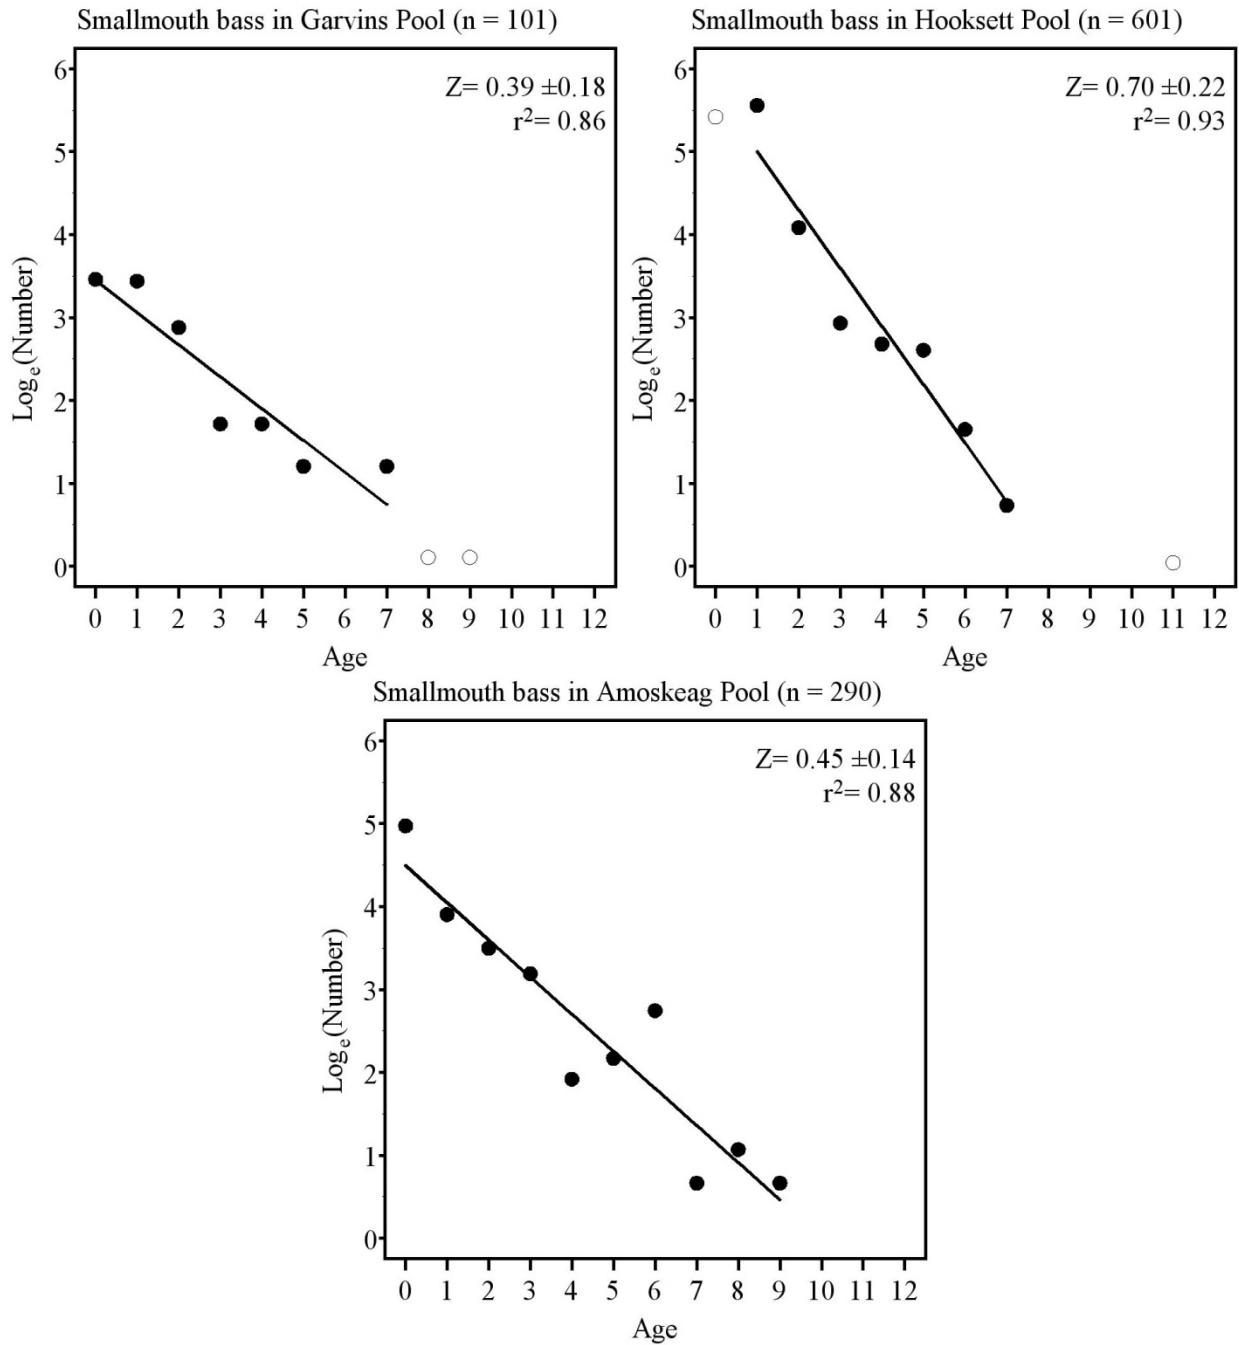 Smallmouth bass in Garvins Pool (n = 101)
Z= 0.39 ±0.18
r²= 0.86
6
5
4
3
2
1
0
Logₑ(Number)
0 1 2 3 4 5 6 7 8 9 10 11 12
Age
Smallmouth bass in Hooksett Pool (n = 601)
Z= 0.70 ±0.22
r²= 0.93
6
5
4
3
2
1
0
Logₑ(Number)
0 1 2 3 4 5 6 7 8 9 10 11 12
Age
Smallmouth bass in Amoskeag Pool (n = 290)
Z= 0.45 ±0.14
r²= 0.88
6
5
4
3
2
1
0
Logₑ(Number)
0 1 2 3 4 5 6 7 8 9 10 11 12
Age